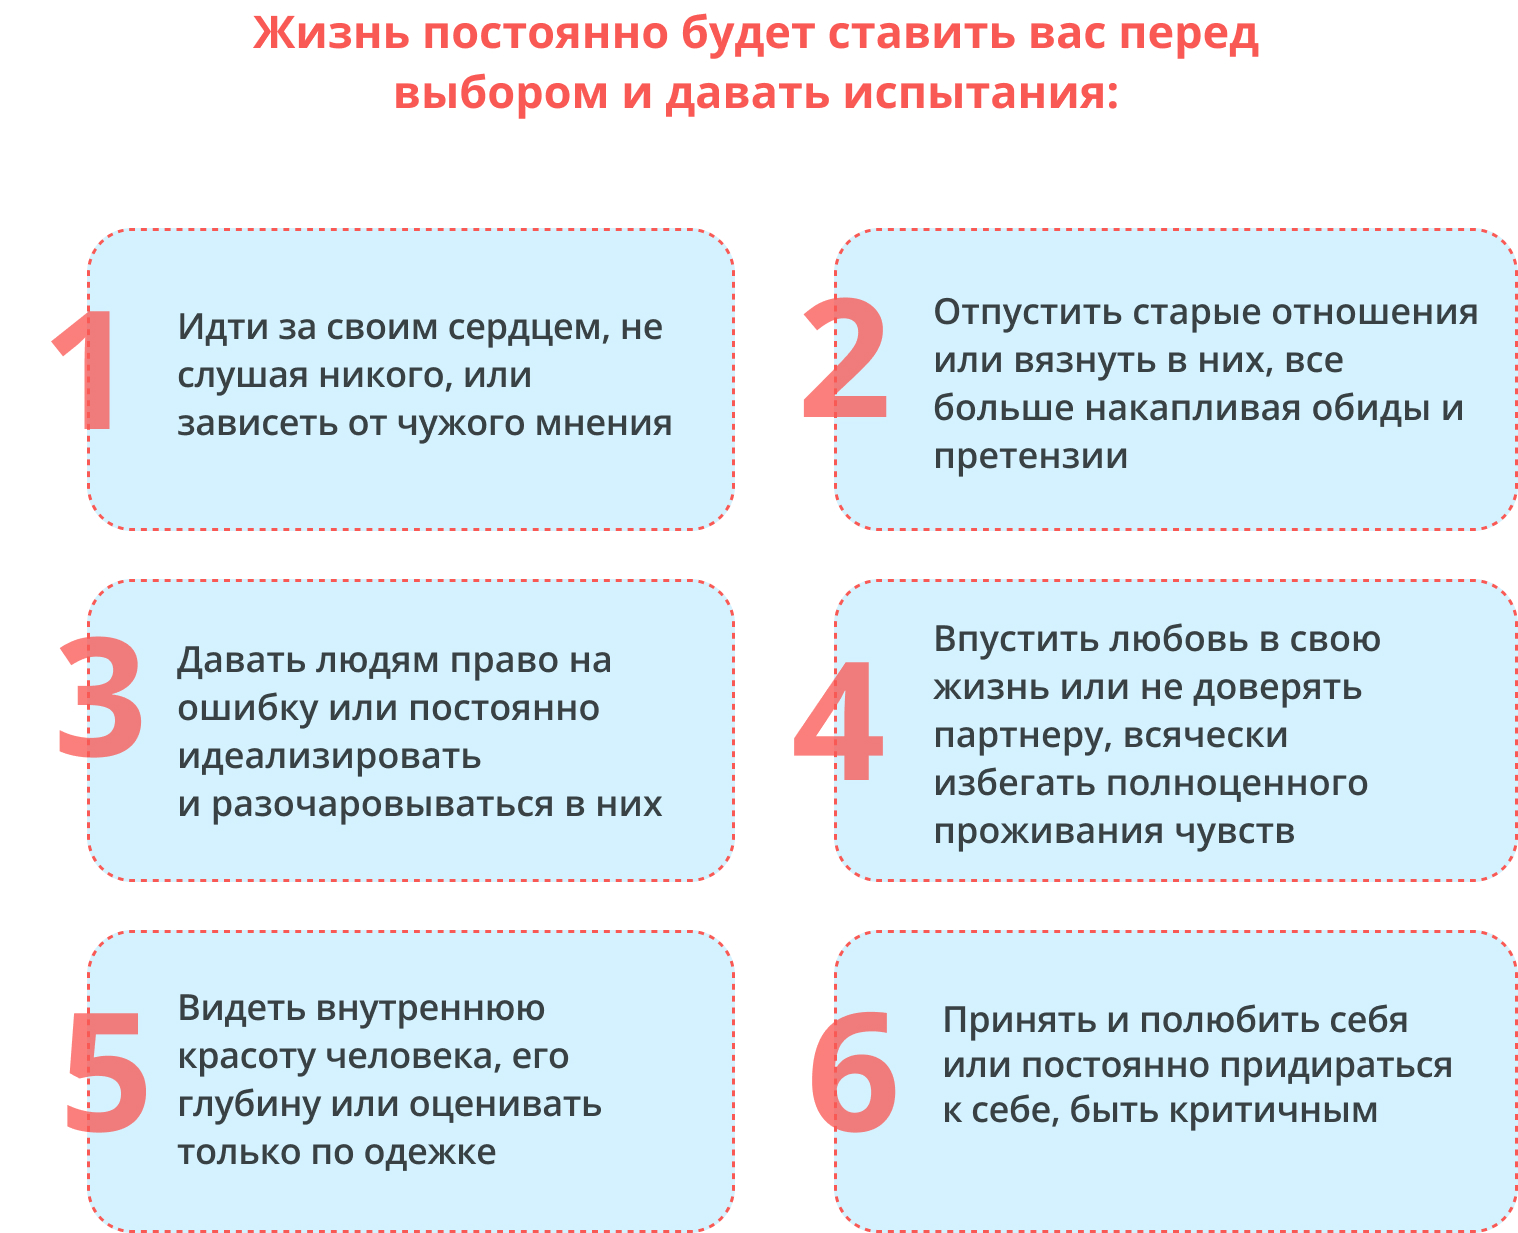 Жизнь постоянно будет ставить вас перед
выбором и давать испытания:
1
Идти за своим сердцем, не
слушая никого, или
зависеть от чужого мнения
2
Отпустить старые отношения
или вязнуть в них, все
больше накапливая обиды и
претензии
3
Давать людям право на
ошибку или постоянно
идеализировать
и разочаровываться в них
4
Впустить любовь в свою
жизнь или не доверять
партнеру, всячески
избегать полноценного
проживания чувств
5
Видеть внутреннюю
красоту человека, его
глубину или оценивать
только по одежке
6
Принять и полюбить себя
или постоянно придираться
к себе, быть критичным